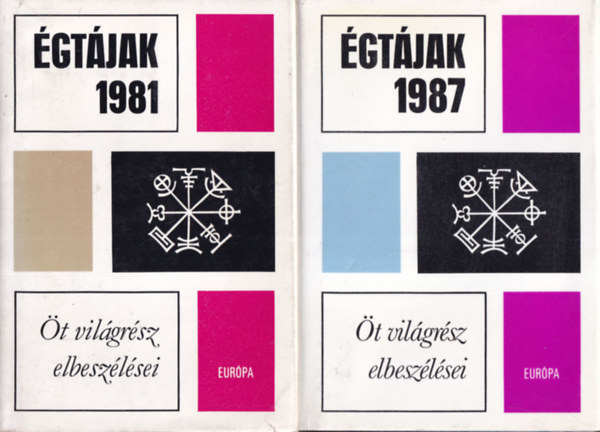 ÉGTÁJAK
1981
Öt világrész
elbeszélései
EURÓPA
ÉGTÁJAK
1987
Öt világrész
elbeszélései
EURÓPA